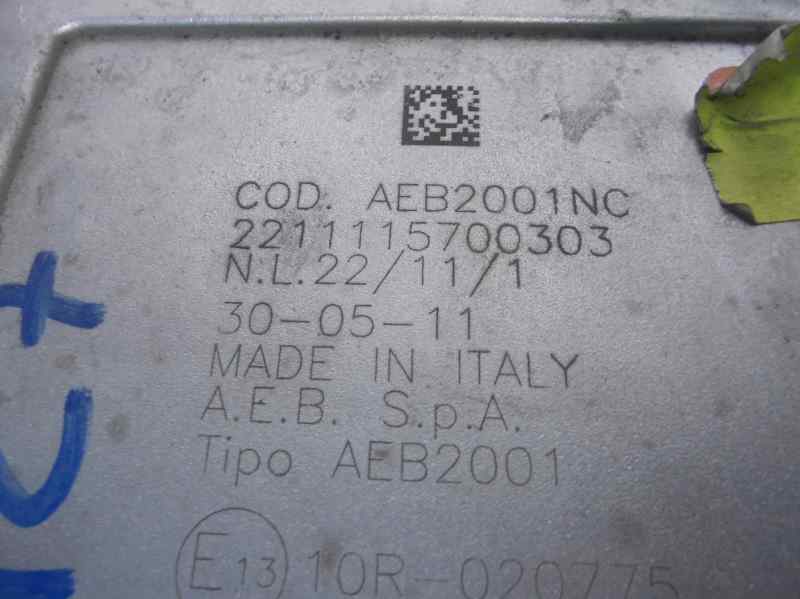 COD. AEB2001NC
2211115700303
N.L.22/11/1
30-05-11
MADE IN ITALY
A.E.B. S.p.A.
Tipo AEB2001
E13 10R-020775